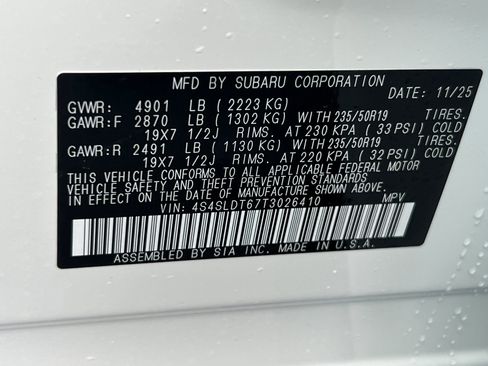 MFD BY SUBARU CORPORATION
DATE: 11/25
GVWR: 4901 LB (2223 KG)
GAWR:F 2870 LB (1302 KG) WITH 235/50R19 TIRES.
19X7 1/2J RIMS. AT 230 KPA (33 PSI) COLD
GAWR:R 2491 LB (1130 KG) WITH 235/50R19 TIRES.
19X7 1/2J RIMS. AT 220 KPA (32 PSI) COLD
THIS VEHICLE CONFORMS TO ALL APPLICABLE FEDERAL MOTOR
VEHICLE SAFETY AND THEFT PREVENTION STANDARDS
IN EFFECT ON THE DATE OF MANUFACTURE SHOWN ABOVE.
VIN: 4S4SLDT67T3026410 MPV
ASSEMBLED BY SIA INC. MADE IN U.S.A.